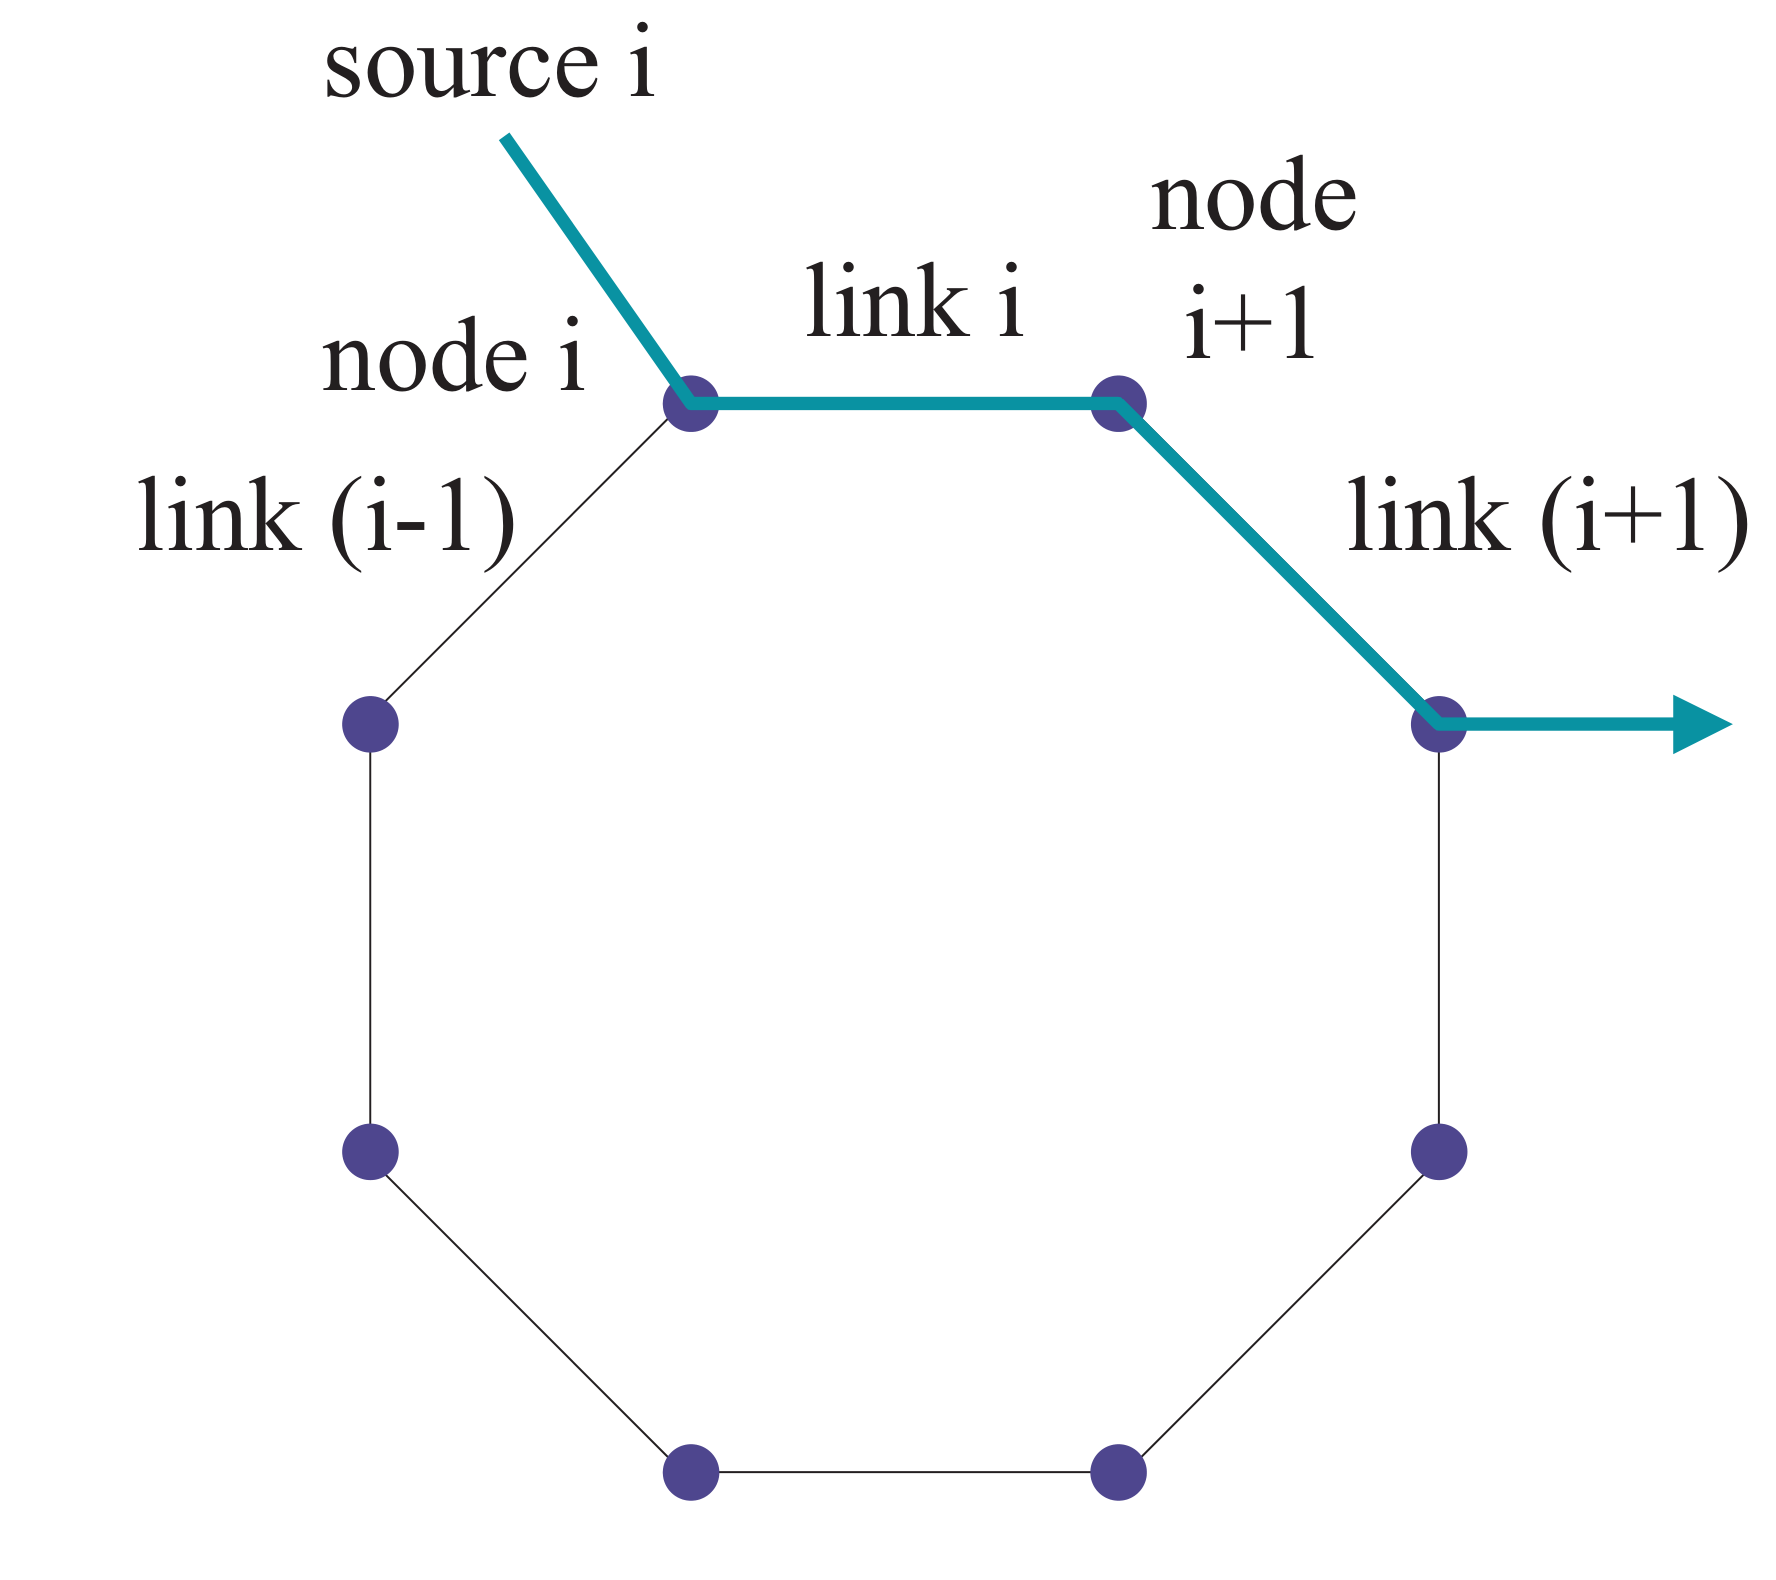 source i
node
i+1
link i
node i
link (i-1)
link (i+1)